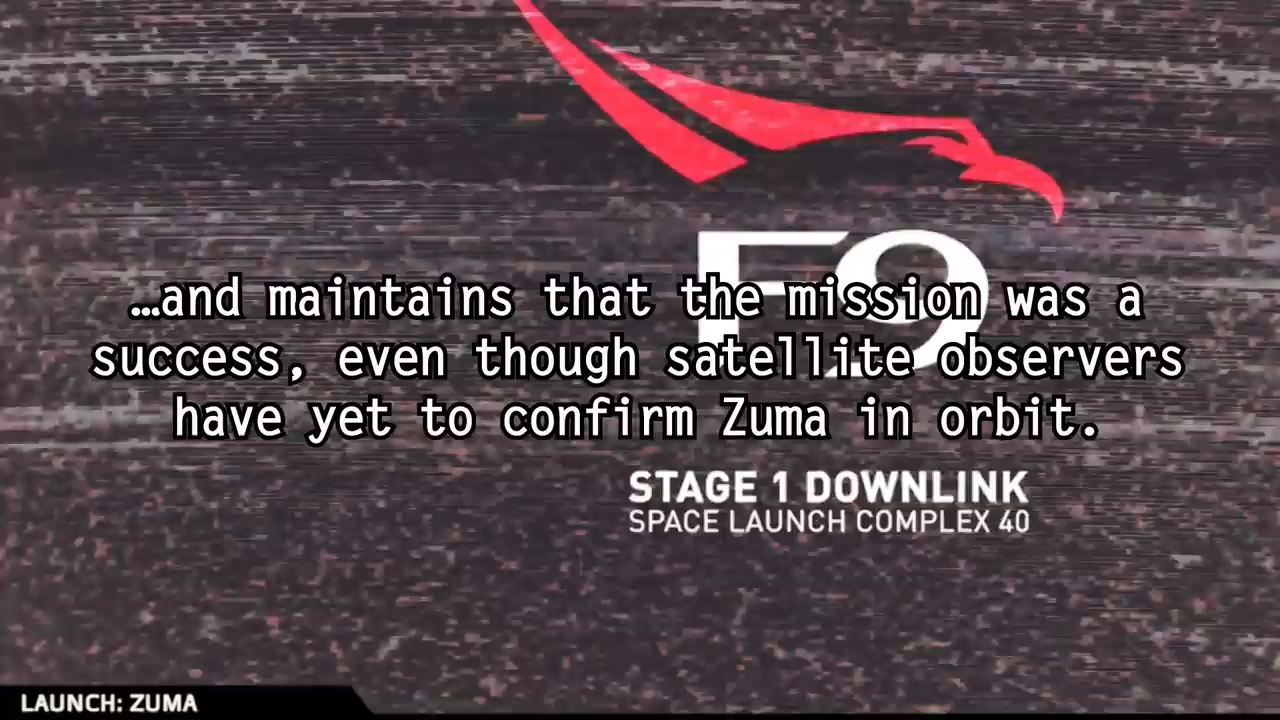 F9
…and maintains that the mission was a
success, even though satellite observers
have yet to confirm Zuma in orbit.
STAGE 1 DOWNLINK
SPACE LAUNCH COMPLEX 40
LAUNCH: ZUMA